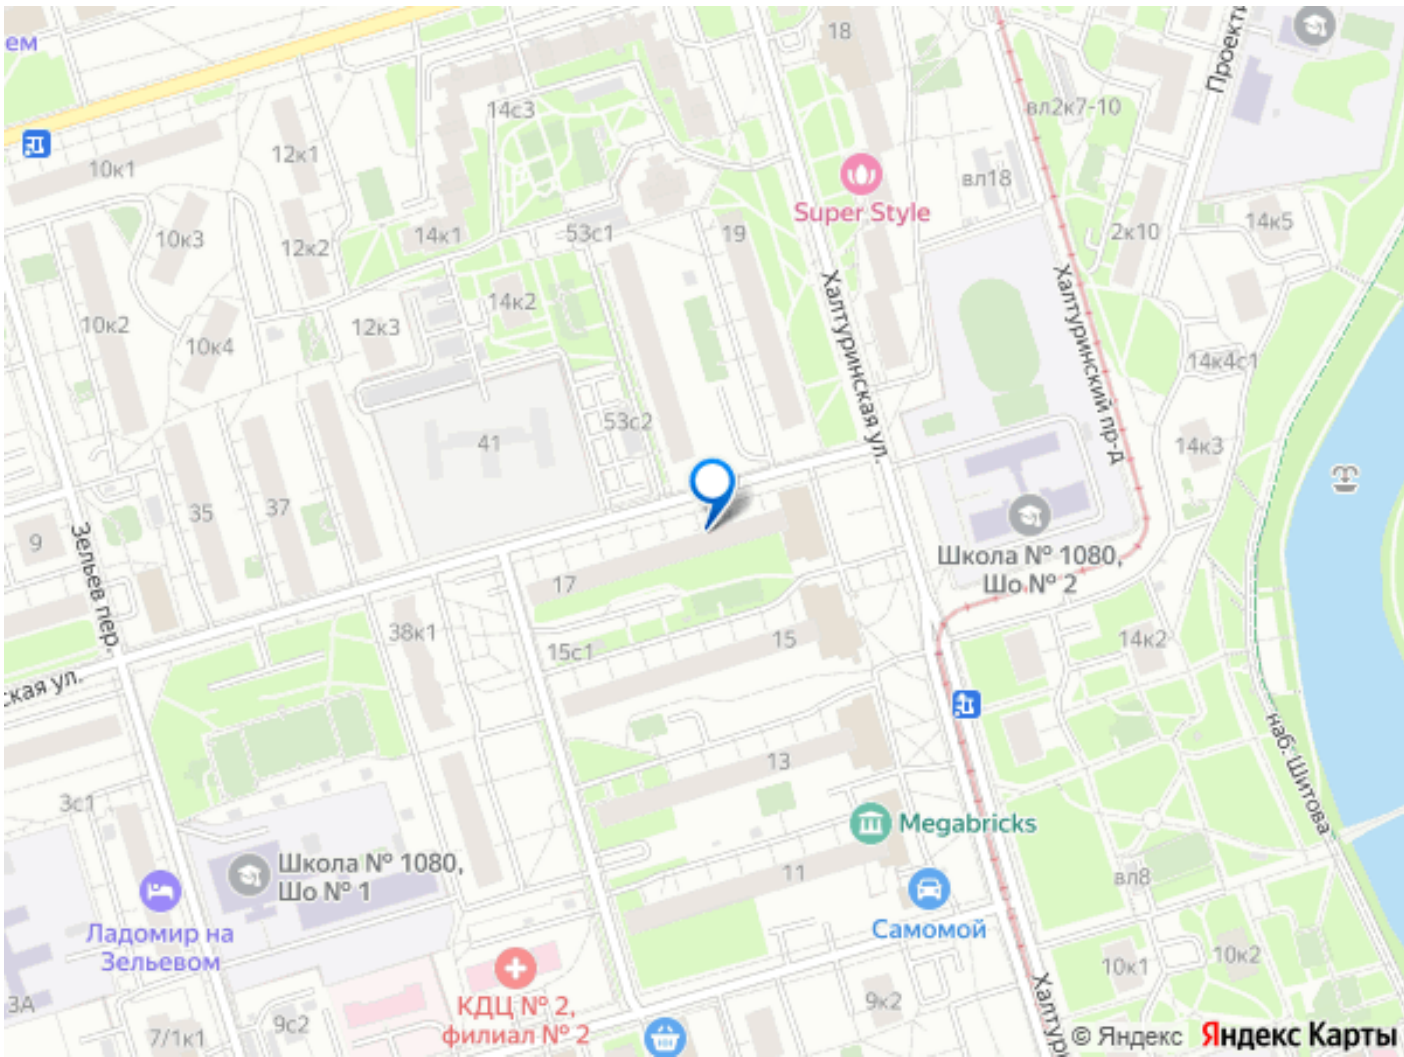 ем
18
14с3
вл2к7-10
Проекти
12к1
10к1
вл18
Super Style
10к3
12к2
14к1
53с1
19
2к10
14к5
14к2
10к2
12к3
10к4
Халтуринская ул.
Халтуринский пр-д
14к4с1
53с2
41
14к3
35
37
9
Зельев пер.
Школа № 1080,
Шо № 2
17
38к1
15с1
15
14к2
ская ул.
13
наб. Шитова
3с1
Megabricks
Школа № 1080,
Шо № 1
11
вл8
Ладомир на
Зельевом
Самомой
10к1
10к2
3А
КДЦ № 2,
филиал № 2
9с2
7/1к1
9к2
Халтур
© Яндекс Яндекс Карты